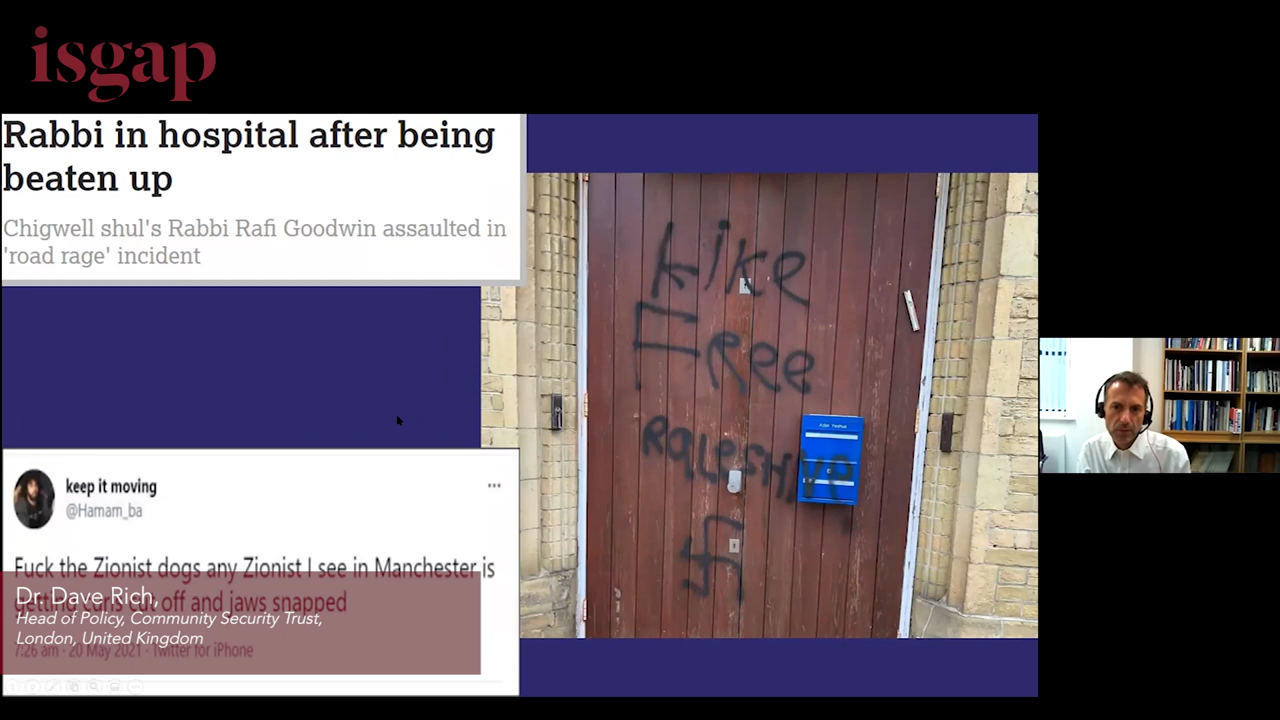 isgap
Rabbi in hospital after being
beaten up
Chigwell shul's Rabbi Rafi Goodwin assaulted in
'road rage' incident
keep it moving
@Hamam_ba
Fuck the Zionist dogs any Zionist I see in Manchester is
getting curls cut off and jaws snapped
7:26 am · 20 May 2021 · Twitter for iPhone
Dr. Dave Rich,
Head of Policy, Community Security Trust,
London, United Kingdom
Kike
FRee